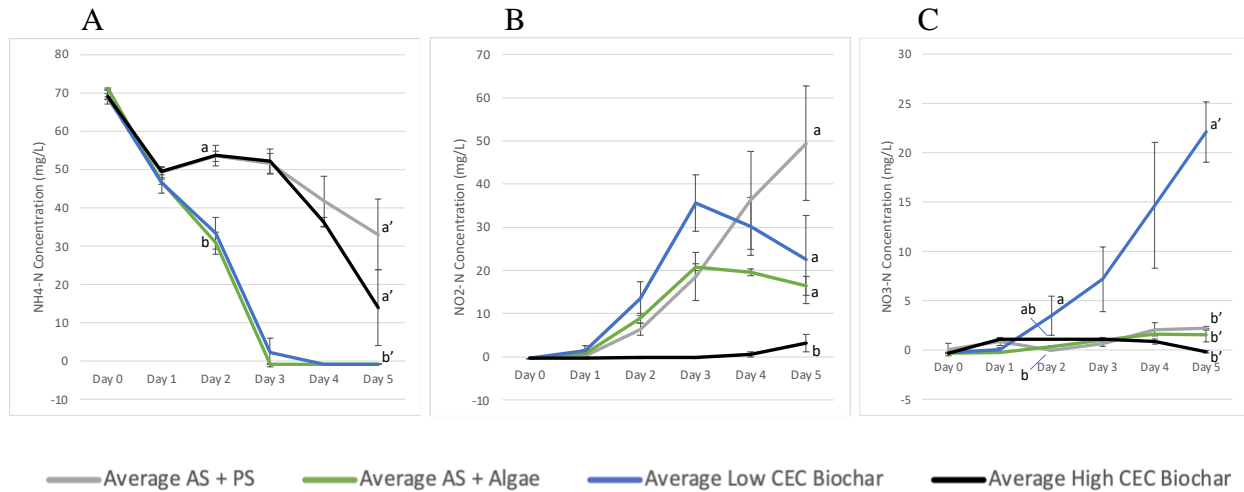 A
B
C
NH4-N Concentration (mg/L)
80
70
60
50
40
30
20
10
0
-10
Day 0 Day 1 Day 2 Day 3 Day 4 Day 5
a
b
a’
a’
b’
NO2-N Concentration (mg/L)
70
60
50
40
30
20
10
0
-10
Day 0 Day 1 Day 2 Day 3 Day 4 Day 5
a
a
a
b
NO3-N Concentration (mg/L)
30
25
20
15
10
5
0
-5
Day 0 Day 1 Day 2 Day 3 Day 4 Day 5
ab
a
b
a’
b’
b’
b’
Average AS + PS
Average AS + Algae
Average Low CEC Biochar
Average High CEC Biochar